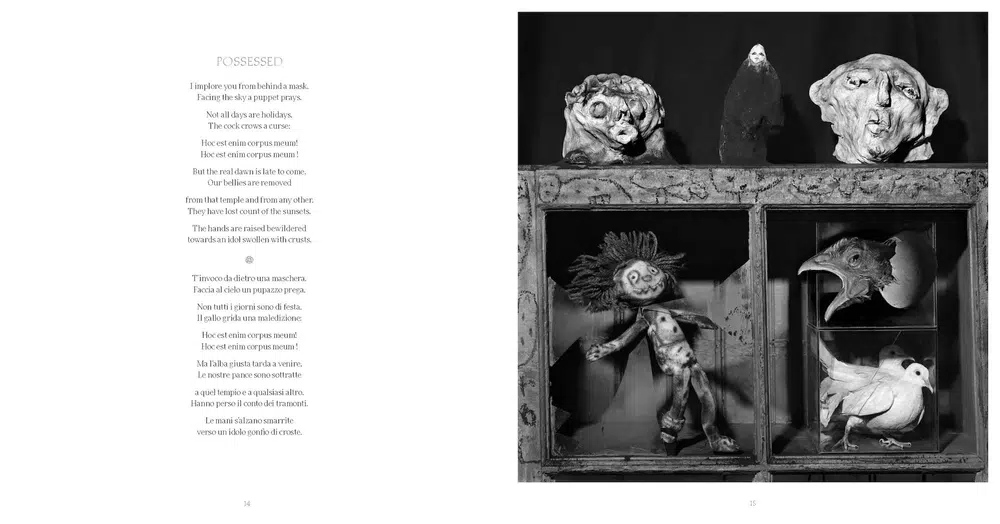 POSSESSED
I implore you from behind a mask.
Facing the sky a puppet prays.
Not all days are holidays.
The cock crows a curse:
Hoc est enim corpus meum!
Hoc est enim corpus meum !
But the real dawn is late to come,
Our bellies are removed
from that temple and from any other.
They have lost count of the sunsets.
The hands are raised bewildered
towards an idol swollen with crusts.
T'invoco da dietro una maschera.
Faccia al cielo un pupazzo prega.
Non tutti i giorni sono di festa.
Il gallo grida una maledizione:
Hoc est enim corpus meum!
Hoc est enim corpus meum !
Ma l'alba giusta tarda a venire,
Le nostre pance sono sottratte
a quel tempio e a qualsiasi altro.
Hanno perso il conto dei tramonti.
Le mani s'alzano smarrite
verso un idolo gonfio di croste.
14
15